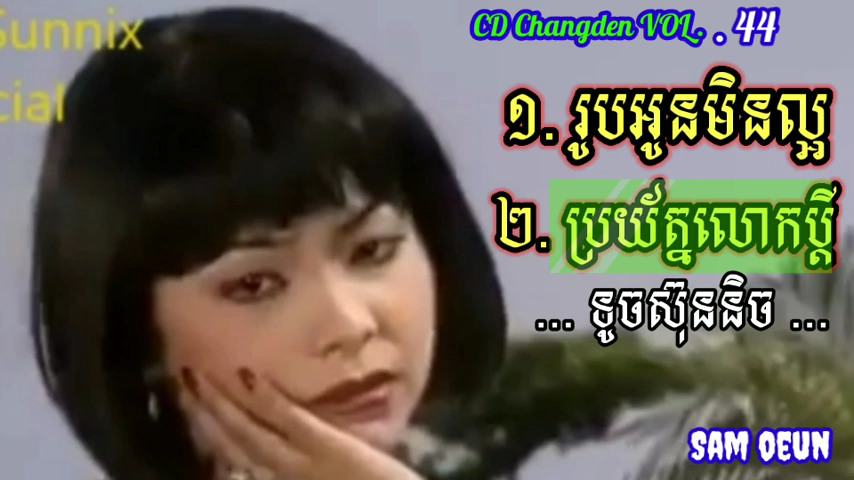 Sunnix
cial
CD Changden VOL. . 44
១. រូបអូនមិនល្អ
២. ប្រយ័ត្នលោកប្ដី
... ទូចស៊ុននិច ...
SAM OEUN